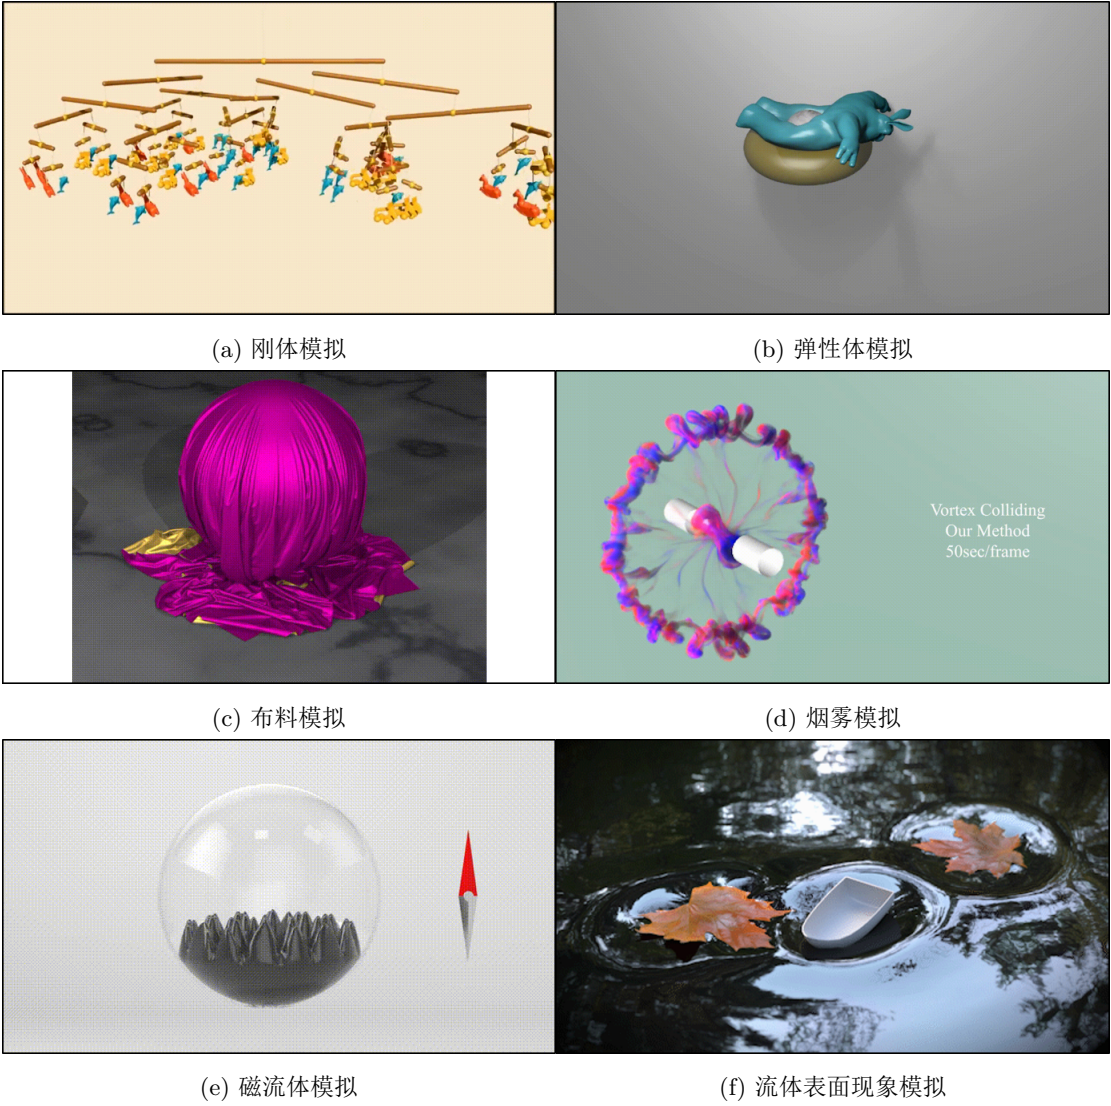 (a) 刚体模拟
(b) 弹性体模拟
Vortex Colliding
Our Method
50sec/frame
(c) 布料模拟
(d) 烟雾模拟
(e) 磁流体模拟
(f) 流体表面现象模拟